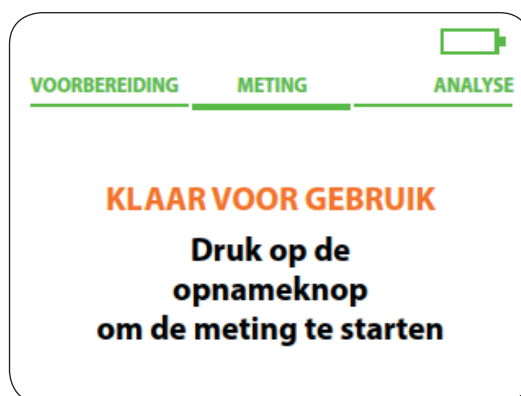 VOORBEREIDING METING ANALYSE
KLAAR VOOR GEBRUIK
Druk op de
opnameknop
om de meting te starten